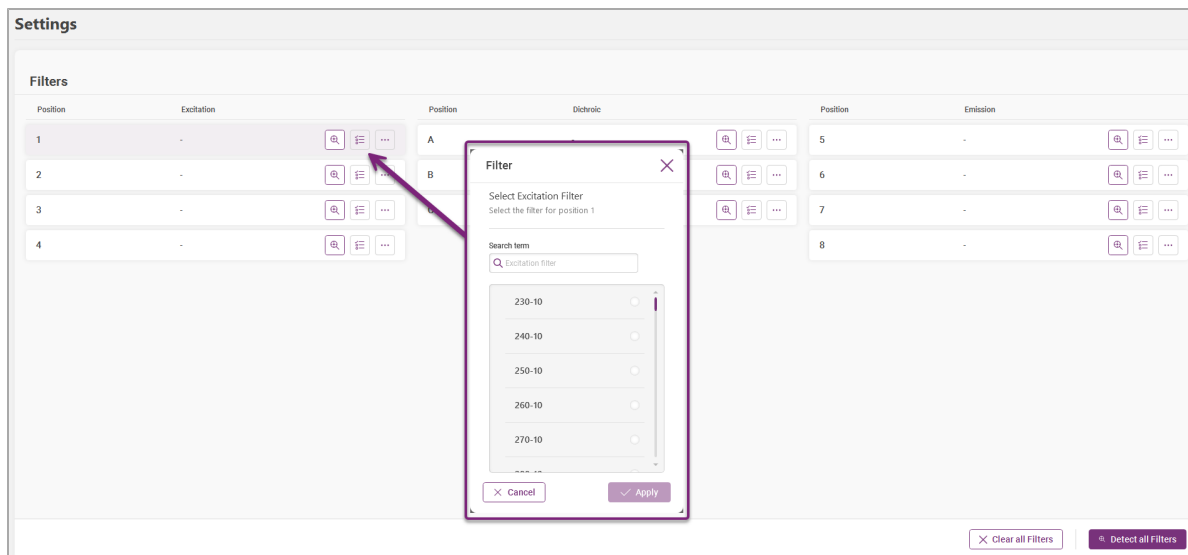 Settings
Filters
Position Excitation Position Dichroic Position Emission
1 - A - 5 -
2 - B 6 -
3 - 7 -
4 - 8 -
Filter
Select Excitation Filter
Select the filter for position 1
Search term
Excitation filter
230-10
240-10
250-10
260-10
270-10
Cancel Apply
Clear all Filters Detect all Filters